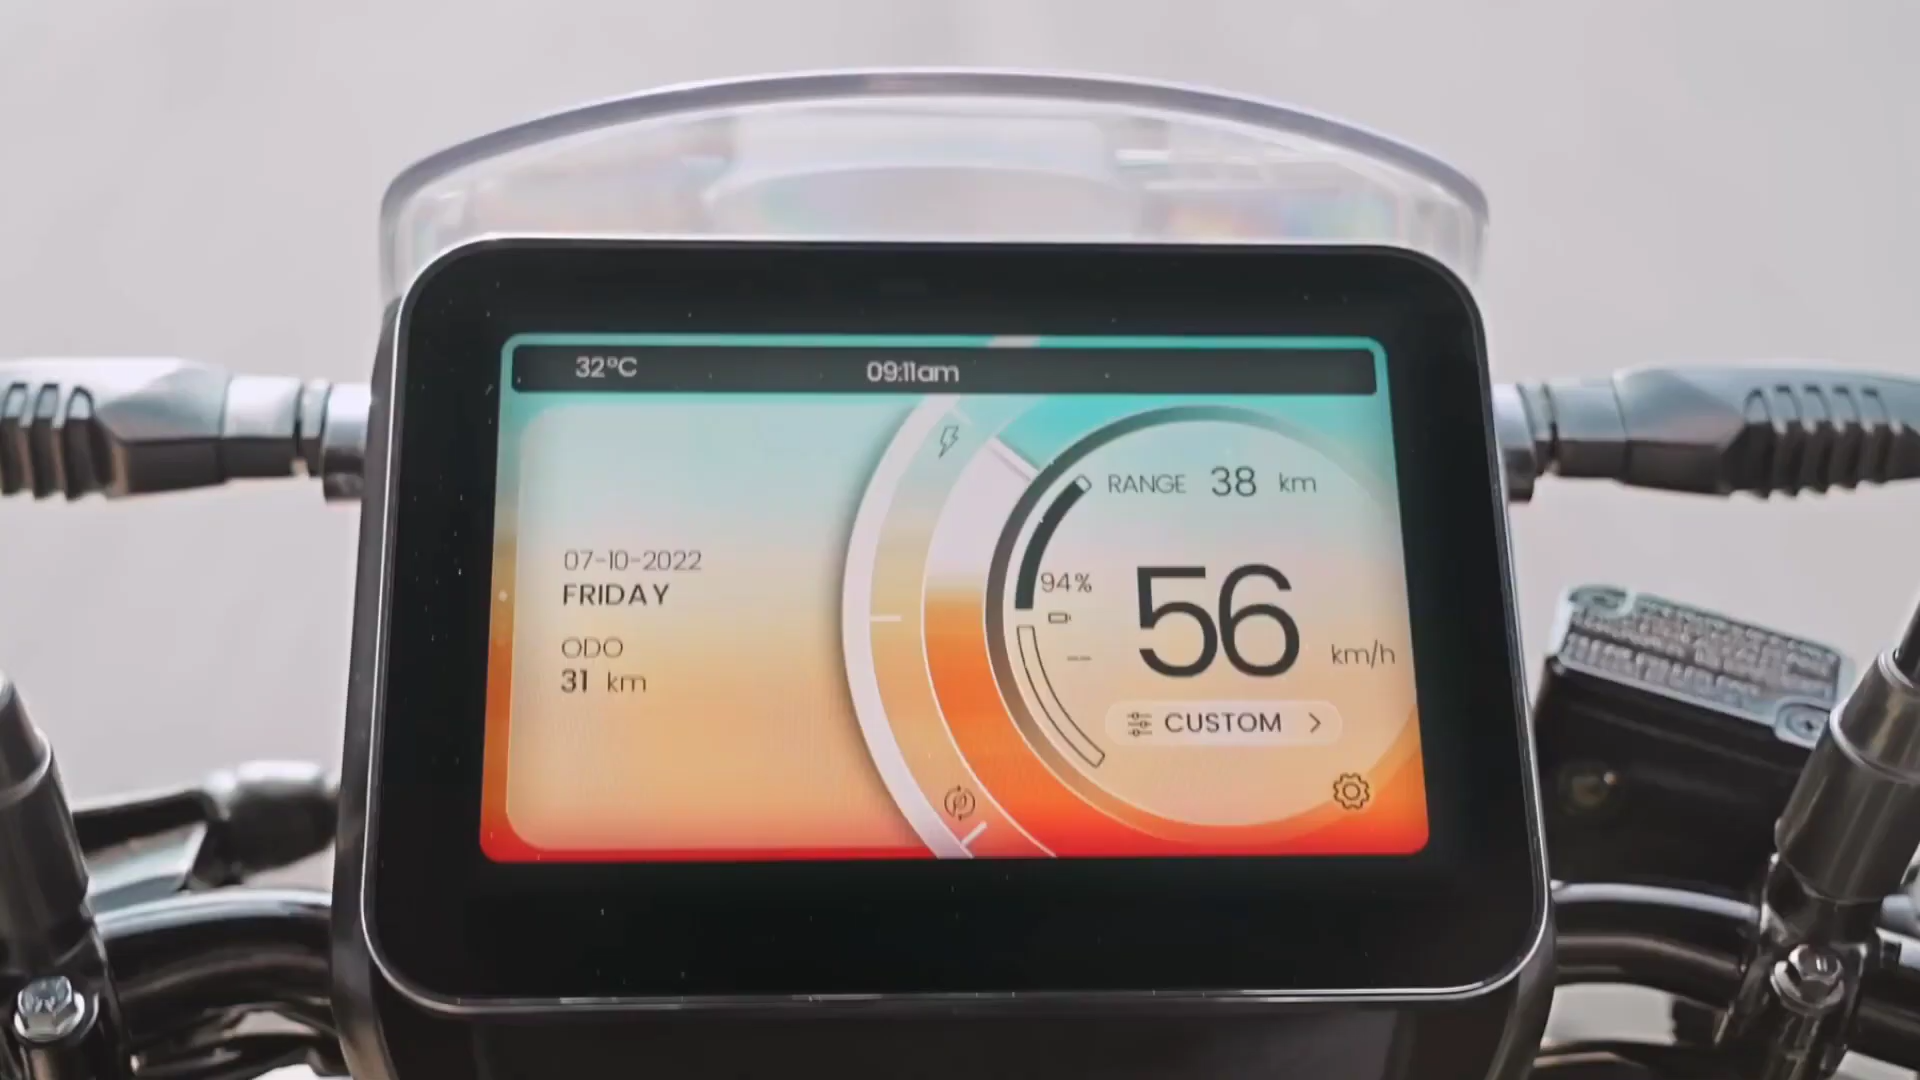 32°C
09:11am
07-10-2022
FRIDAY
ODO
31 km
RANGE 38 km
94%
56 km/h
CUSTOM